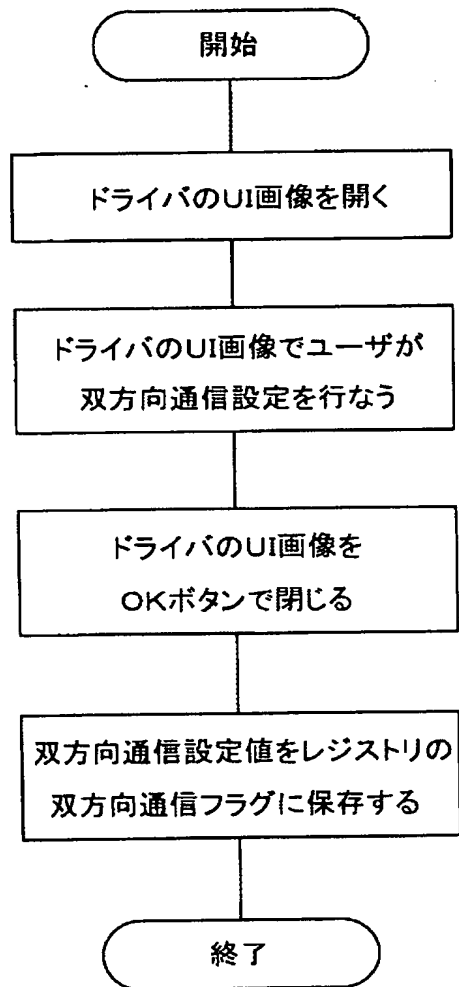 開始
ドライバのUI画像を開く
ドライバのUI画像でユーザが
双方向通信設定を行なう
ドライバのUI画像を
OKボタンで閉じる
双方向通信設定値をレジストリの
双方向通信フラグに保存する
終了